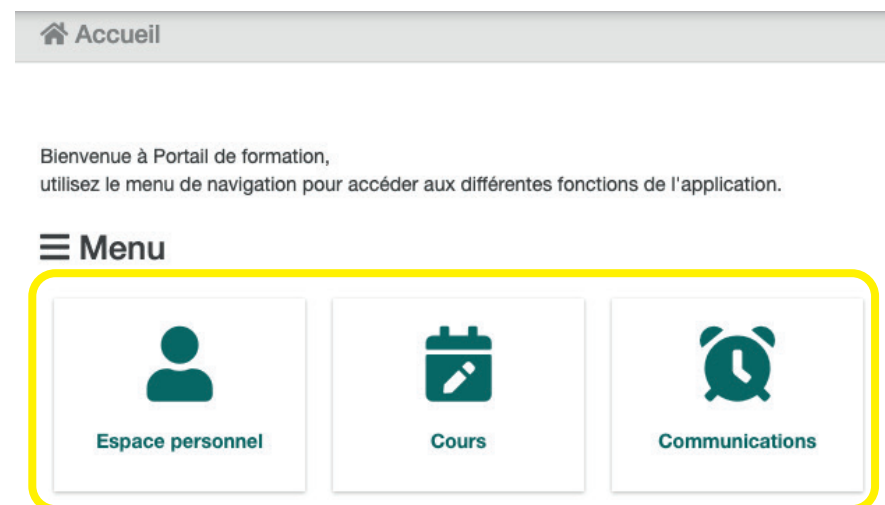 Accueil
Bienvenue à Portail de formation,
utilisez le menu de navigation pour accéder aux différentes fonctions de l'application.
Menu
Espace personnel
Cours
Communications